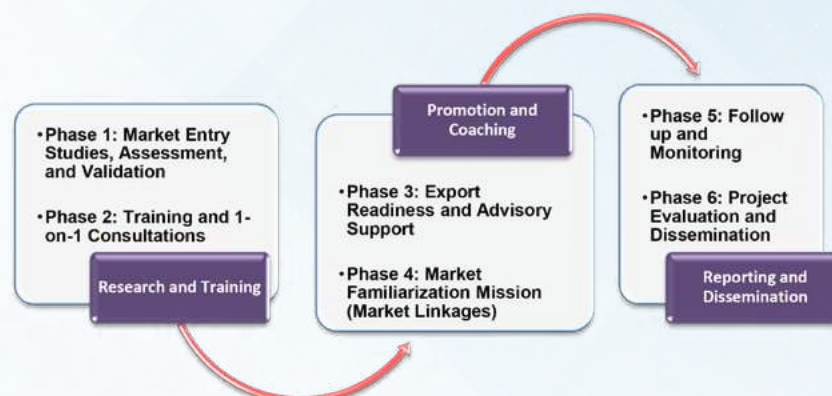 •Phase 1: Market Entry
Studies, Assessment,
and Validation
•Phase 2: Training and 1-
on-1 Consultations
Research and Training
Promotion and
Coaching
•Phase 3: Export
Readiness and Advisory
Support
•Phase 4: Market
Familiarization Mission
(Market Linkages)
•Phase 5: Follow
up and
Monitoring
•Phase 6: Project
Evaluation and
Dissemination
Reporting and
Dissemination